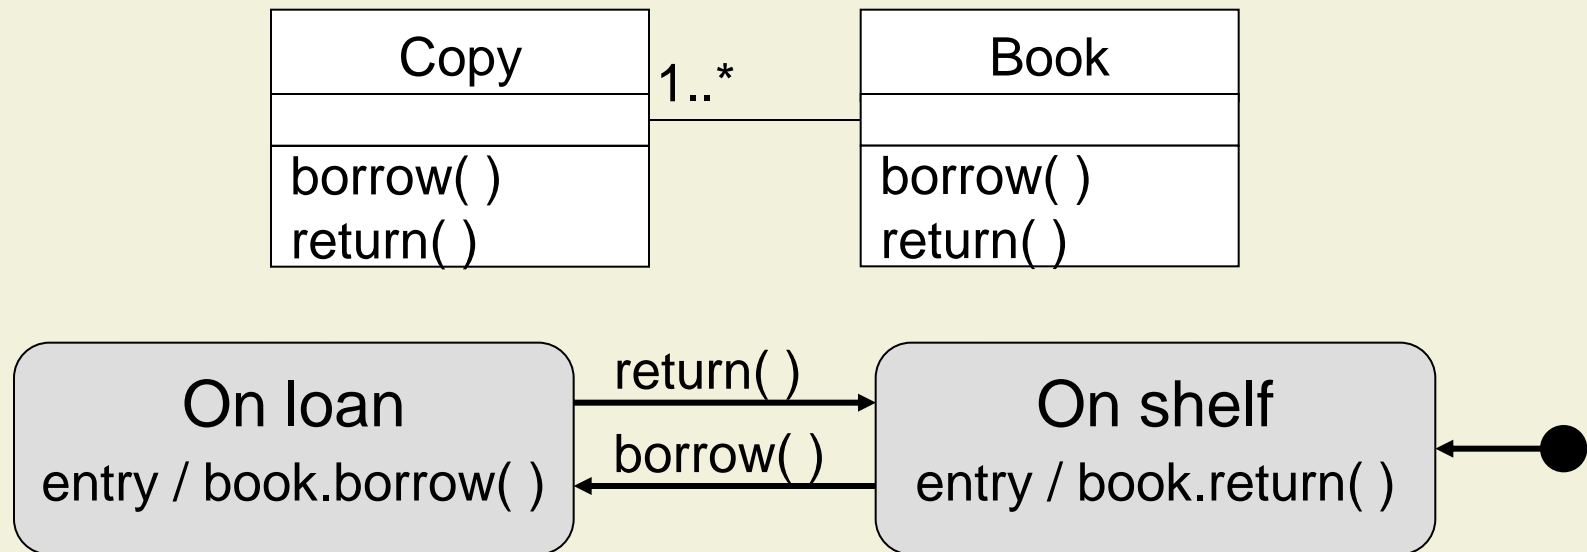 Copy
1..*
Book
borrow( )
return( )
borrow( )
return( )
On loan
entry / book.borrow( )
return( )
borrow( )
On shelf
entry / book.return( )